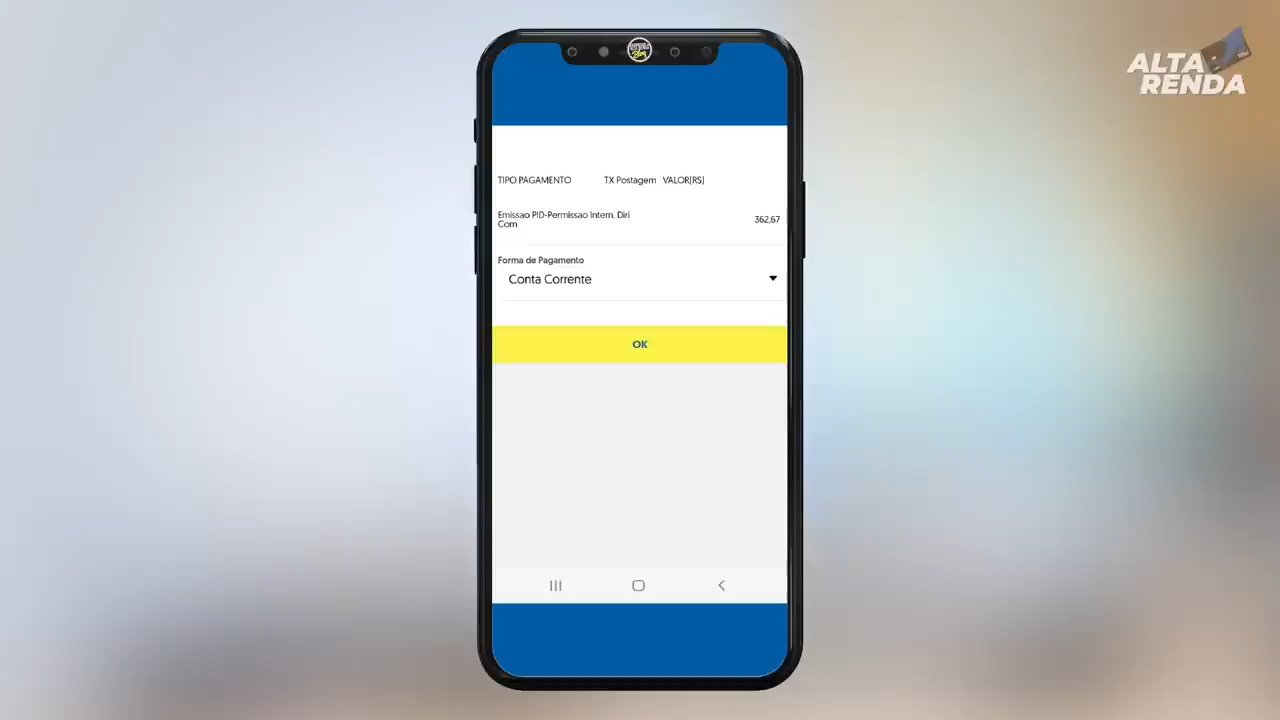 ALTA
RENDA
TIPO PAGAMENTO TX Postagem VALOR[RS]
Emissao PID-Permissao Intern. Diri
Com
362,67
Forma de Pagamento
Conta Corrente
OK